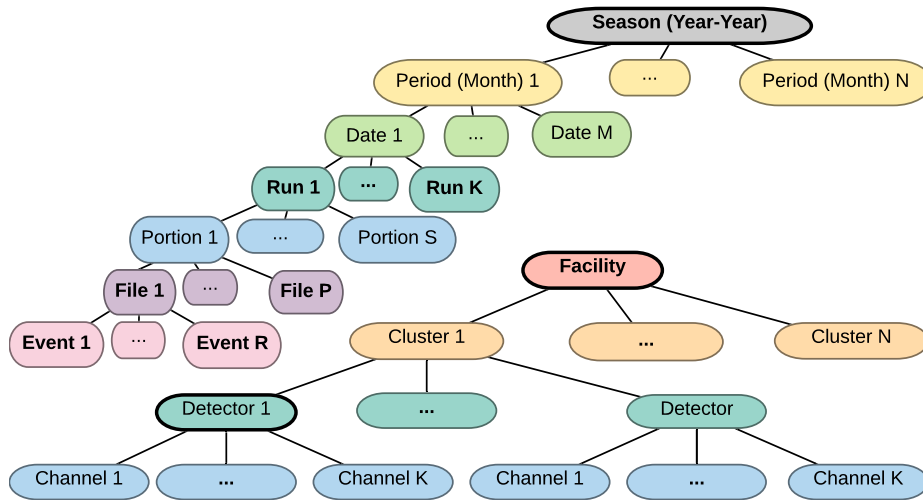 Season (Year-Year)
Period (Month) 1
...
Period (Month) N
Date 1
...
Date M
Run 1
...
Run K
Portion 1
...
Portion S
File 1
...
File P
Event 1
...
Event R
Facility
Cluster 1
...
Cluster N
Detector 1
...
Detector
Channel 1
...
Channel K
Channel 1
...
Channel K